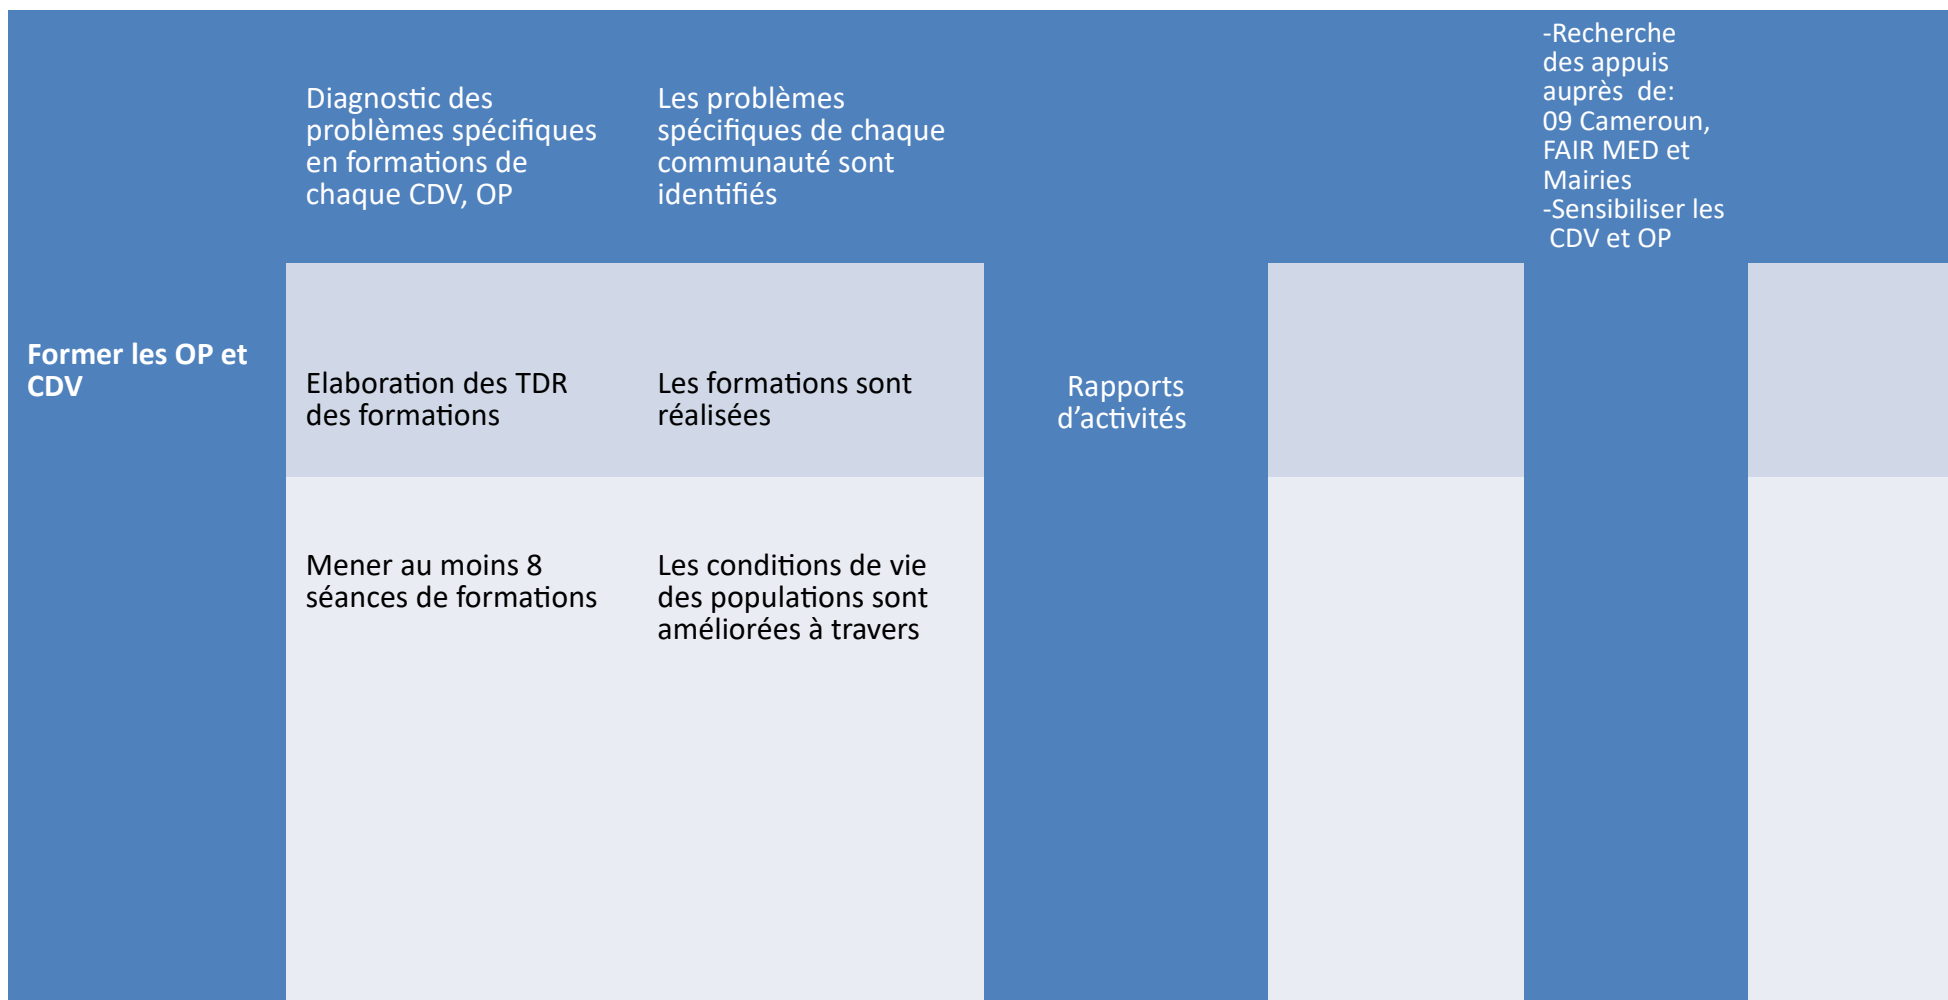 Diagnostic des
problèmes spécifiques
en formations de
chaque CDV, OP
Les problèmes
spécifiques de chaque
communauté sont
identifiés
-Recherche
des appuis
auprès  de:
09 Cameroun,
FAIR MED et
Mairies
-Sensibiliser les
CDV et OP
Former les OP et
CDV
Elaboration des TDR
des formations
Les formations sont
réalisées
Rapports
d’activités
Mener au moins 8
séances de formations
Les conditions de vie
des populations sont
améliorées à travers